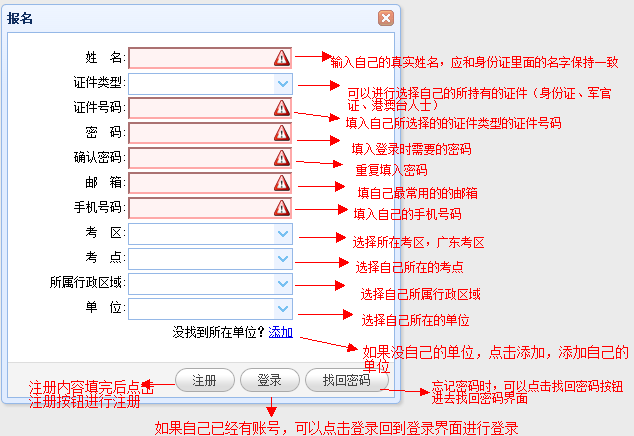 报名
姓 名: 输入自己的真实姓名，应和身份证里面的名字保持一致
证件类型: 可以进行选择自己的所持有的证件（身份证、军官
证、港澳台人士）
证件号码: 填入自己所选择的的证件类型的证件号码
密 码: 填入登录时需要的密码
确认密码: 重复填入密码
邮 箱: 填自己最常用的的邮箱
手机号码: 填入自己的手机号码
考 区: 选择所在考区，广东考区
考 点: 选择自己所在的考点
所属行政区域: 选择自己所属行政区域
单 位: 选择自己所在的单位
没找到所在单位？添加
如果没自己的单位，点击添加，添加自己的
单位
注册 登录 找回密码
注册内容填完后点击
注册按钮进行注册
忘记密码时，可以点击找回密码按钮
进去找回密码界面
如果自己已经有账号，可以点击登录回到登录界面进行登录